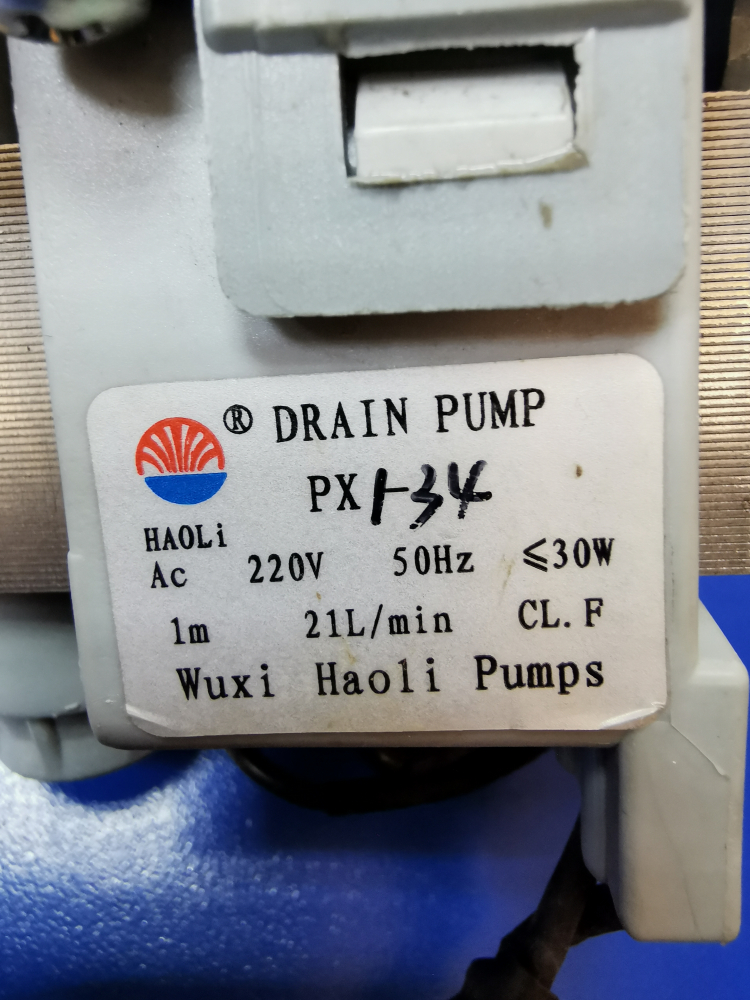 ® DRAIN PUMP
PX1-34
HAOLi
Ac 220V 50Hz ≤30W
1m 21L/min CL.F
Wuxi Haoli Pumps